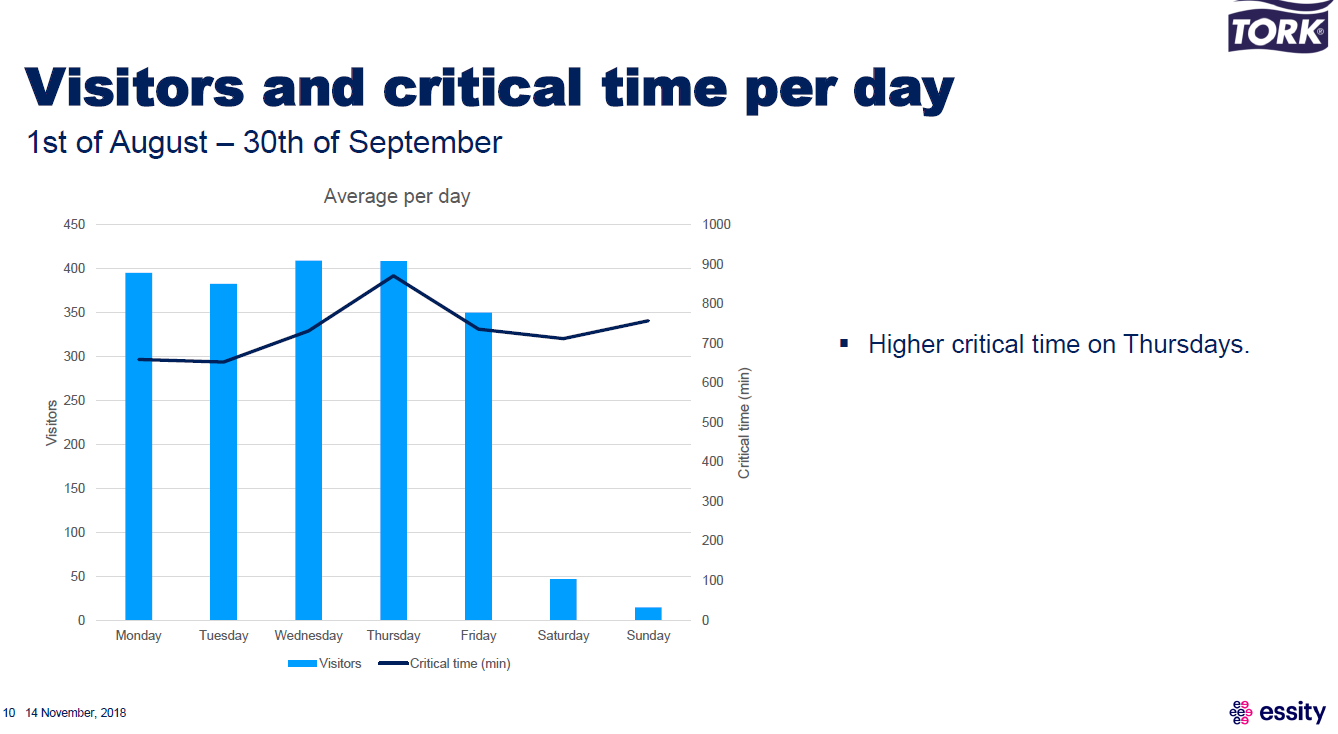 TORK®
Visitors and critical time per day
1st of August – 30th of September
Average per day
450
400
350
300
250
200
150
100
50
0
Visitors
1000
900
800
700
600
500
400
300
200
100
0
Critical time (min)
Monday Tuesday Wednesday Thursday Friday Saturday Sunday
Visitors Critical time (min)
▪ Higher critical time on Thursdays.
10 14 November, 2018
essity